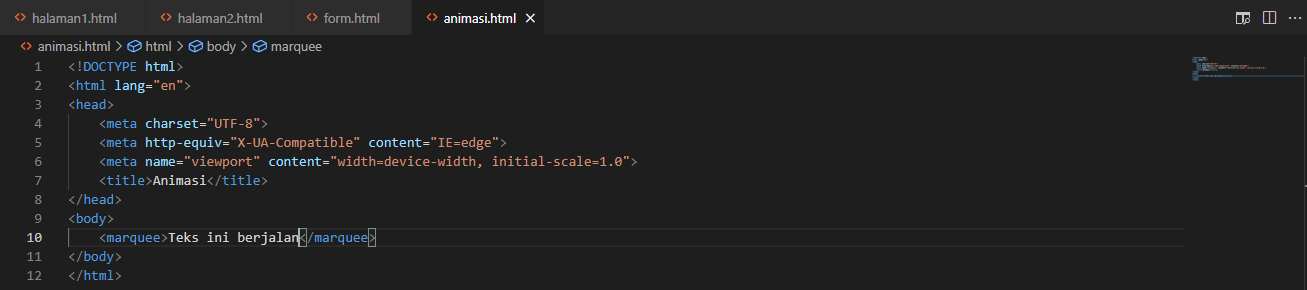 halaman1.html halaman2.html form.html animasi.html
animasi.html > html > body > marquee
1 <!DOCTYPE html>
2 <html lang="en">
3 <head>
4 <meta charset="UTF-8">
5 <meta http-equiv="X-UA-Compatible" content="IE=edge">
6 <meta name="viewport" content="width=device-width, initial-scale=1.0">
7 <title>Animasi</title>
8 </head>
9 <body>
10 <marquee>Teks ini berjalan</marquee>
11 </body>
12 </html>